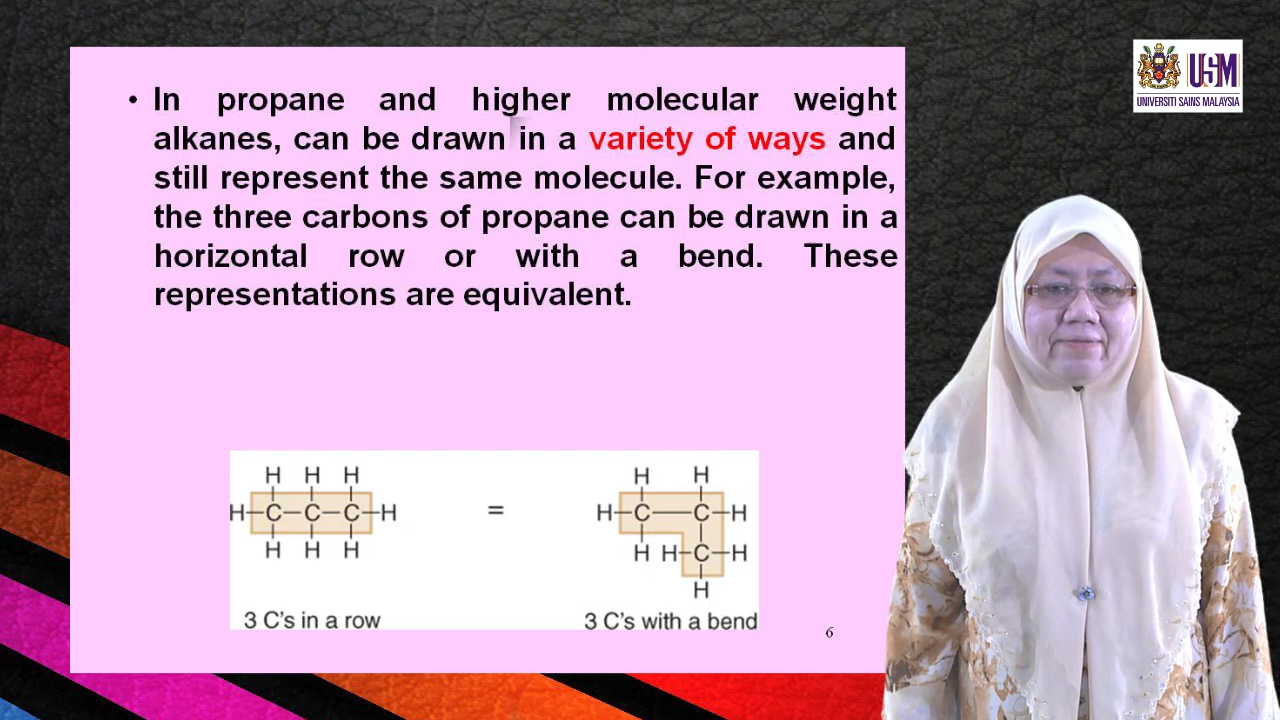 • In propane and higher molecular weight
alkanes, can be drawn in a variety of ways and
still represent the same molecule. For example,
the three carbons of propane can be drawn in a
horizontal row or with a bend. These
representations are equivalent.
H H H
H–C–C–C–H
H H H
3 C's in a row
=
H H
H–C–C–H
H H–C–H
H
3 C's with a bend
6
USM
UNIVERSITI SAINS MALAYSIA